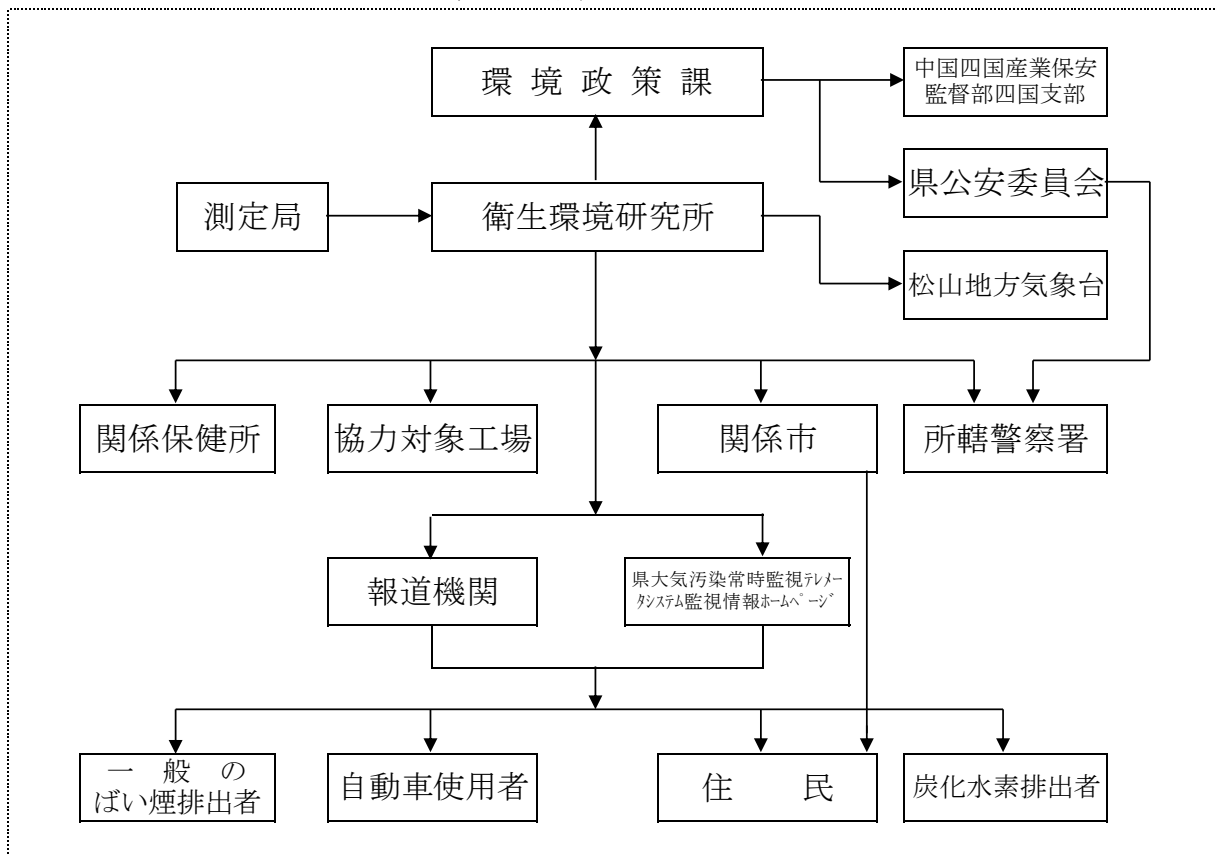 環境政策課
中国四国産業保安
監督部四国支部
県公安委員会
測定局
衛生環境研究所
松山地方気象台
関係保健所
協力対象工場
関係市
所轄警察署
報道機関
県大気汚染常時監視ﾃﾚﾒｰ
ﾀｼｽﾃﾑ監視情報ﾎｰﾑﾍﾟｰｼﾞ
一般の
ばい煙排出者
自動車使用者
住民
炭化水素排出者